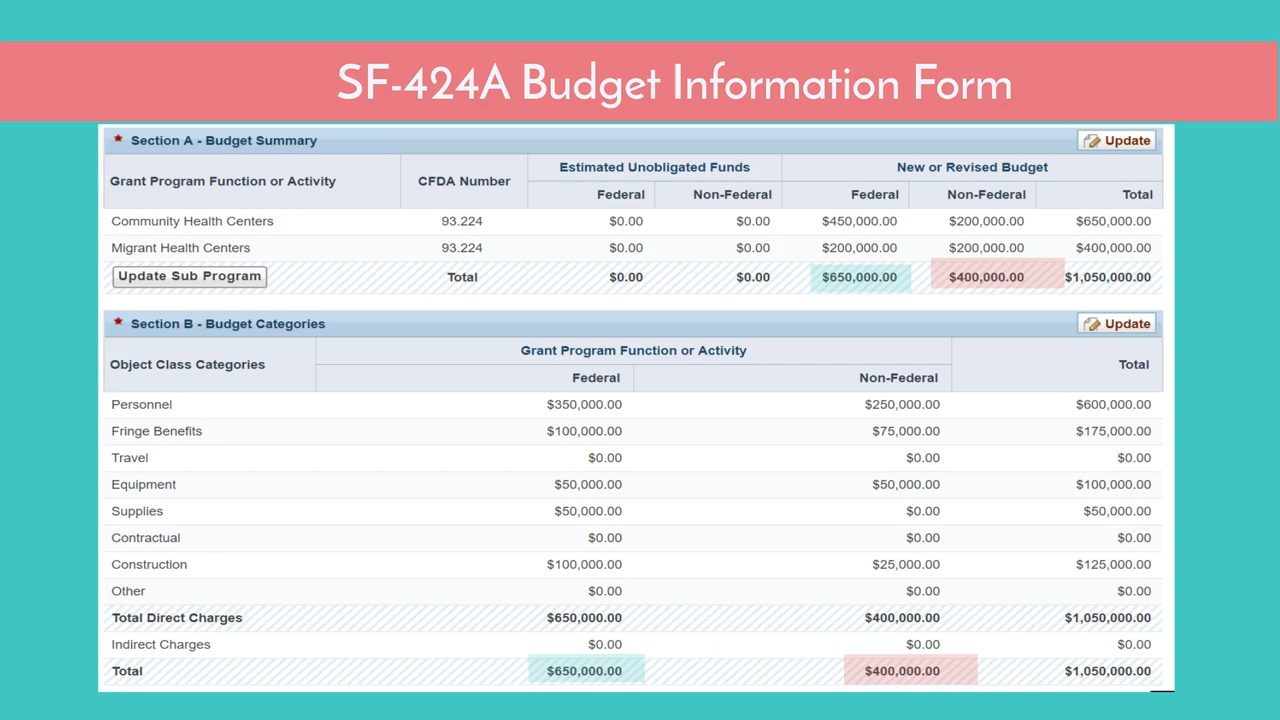 SF-424A Budget Information Form
Section A - Budget Summary Update
Grant Program Function or Activity CFDA Number Estimated Unobligated Funds New or Revised Budget
Federal Non-Federal Federal Non-Federal Total
Community Health Centers 93.224 $0.00 $0.00 $450,000.00 $200,000.00 $650,000.00
Migrant Health Centers 93.224 $0.00 $0.00 $200,000.00 $200,000.00 $400,000.00
Update Sub Program Total $0.00 $0.00 $650,000.00 $400,000.00 $1,050,000.00
Section B - Budget Categories Update
Object Class Categories Grant Program Function or Activity Total
Federal Non-Federal
Personnel $350,000.00 $250,000.00 $600,000.00
Fringe Benefits $100,000.00 $75,000.00 $175,000.00
Travel $0.00 $0.00 $0.00
Equipment $50,000.00 $50,000.00 $100,000.00
Supplies $50,000.00 $0.00 $50,000.00
Contractual $0.00 $0.00 $0.00
Construction $100,000.00 $25,000.00 $125,000.00
Other $0.00 $0.00 $0.00
Total Direct Charges $650,000.00 $400,000.00 $1,050,000.00
Indirect Charges $0.00 $0.00 $0.00
Total $650,000.00 $400,000.00 $1,050,000.00